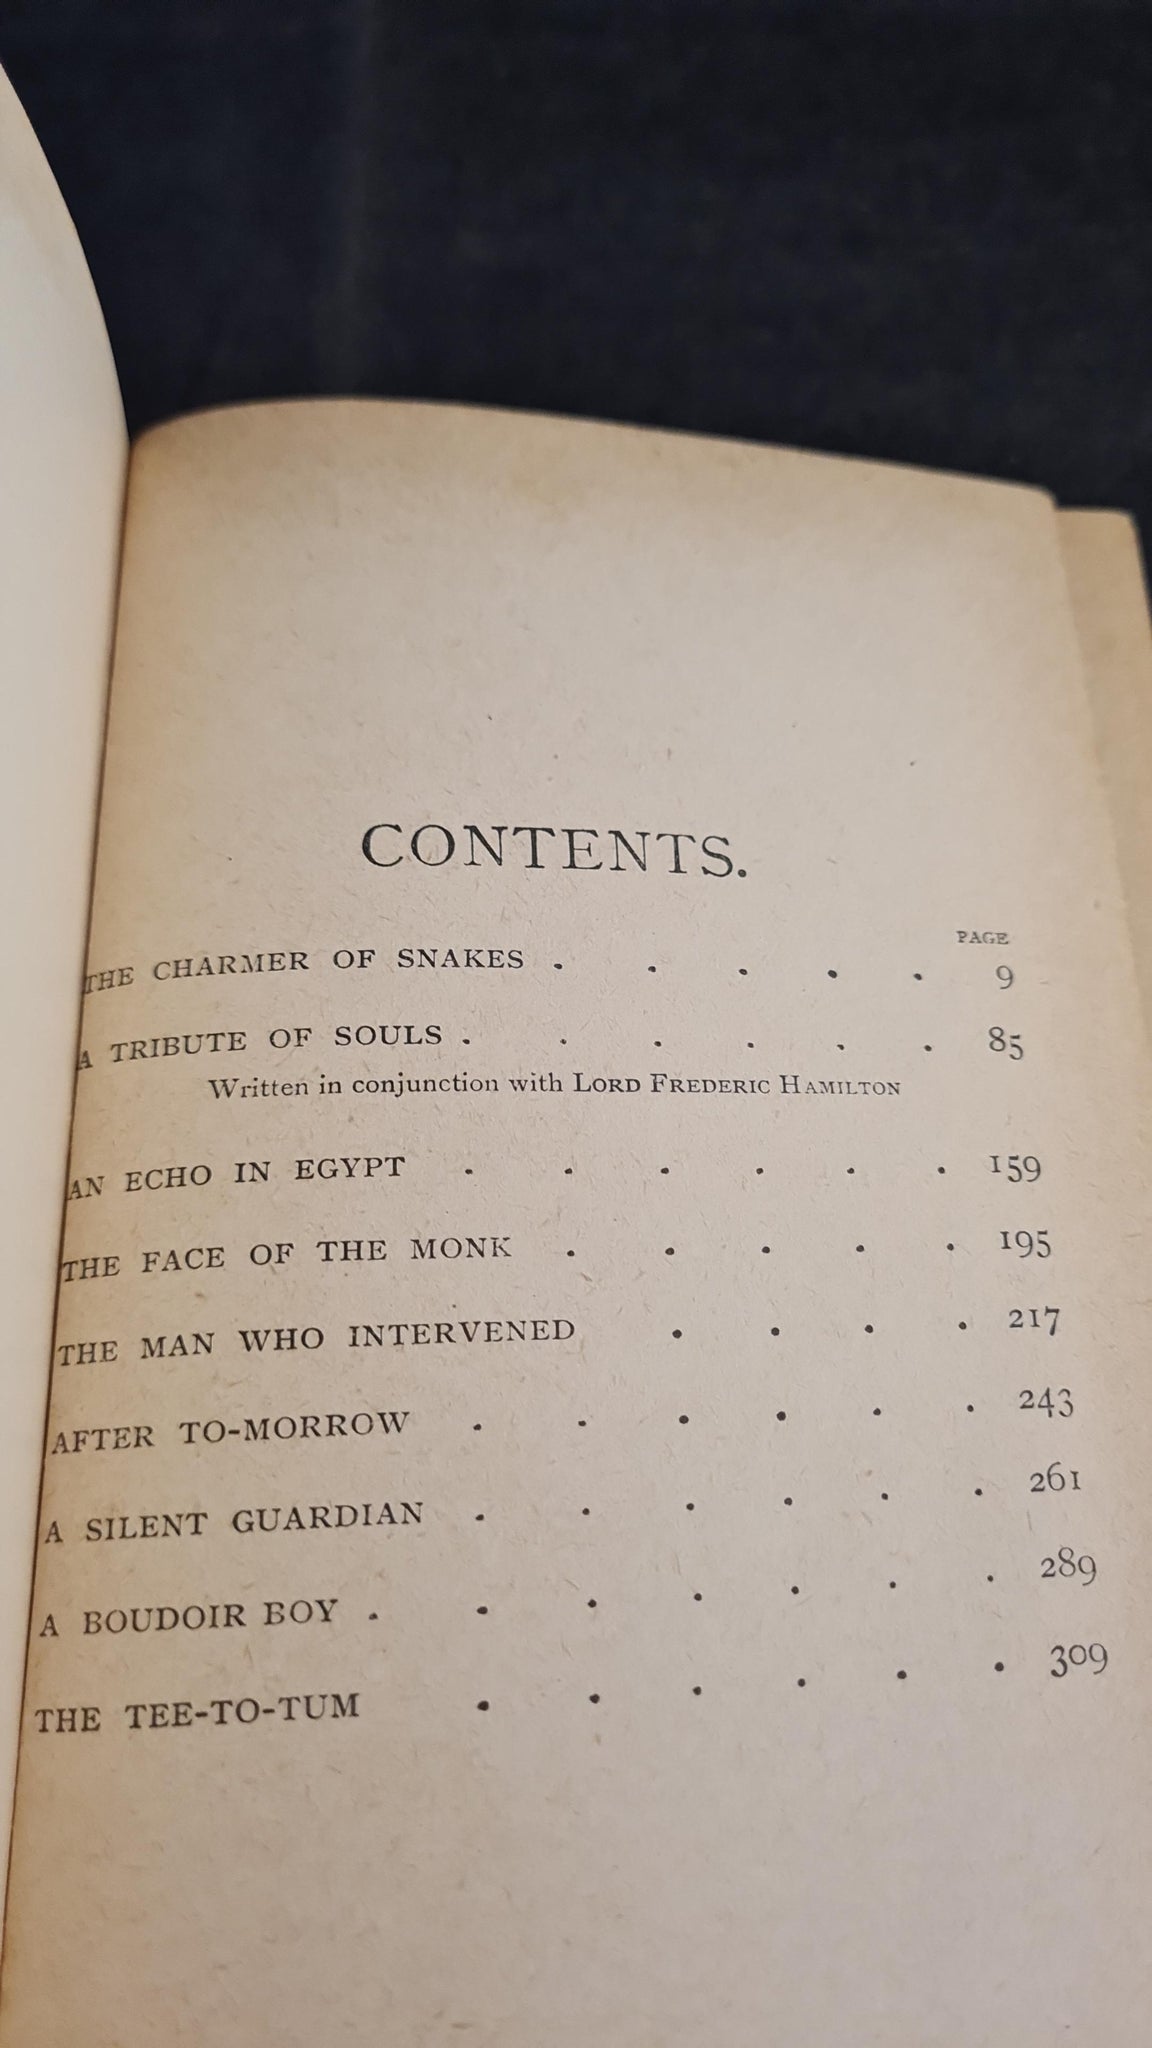 CONTENTS.
PAGE
THE CHARMER OF SNAKES . . . . . 9
A TRIBUTE OF SOULS . . . . . . 85
Written in conjunction with LORD FREDERIC HAMILTON
AN ECHO IN EGYPT . . . . . . 159
THE FACE OF THE MONK . . . . . 195
THE MAN WHO INTERVENED . . . . 217
AFTER TO-MORROW . . . . . . 243
A SILENT GUARDIAN . . . . . . 261
A BOUDOIR BOY . . . . . . . 289
THE TEE-TO-TUM . . . . . . 309